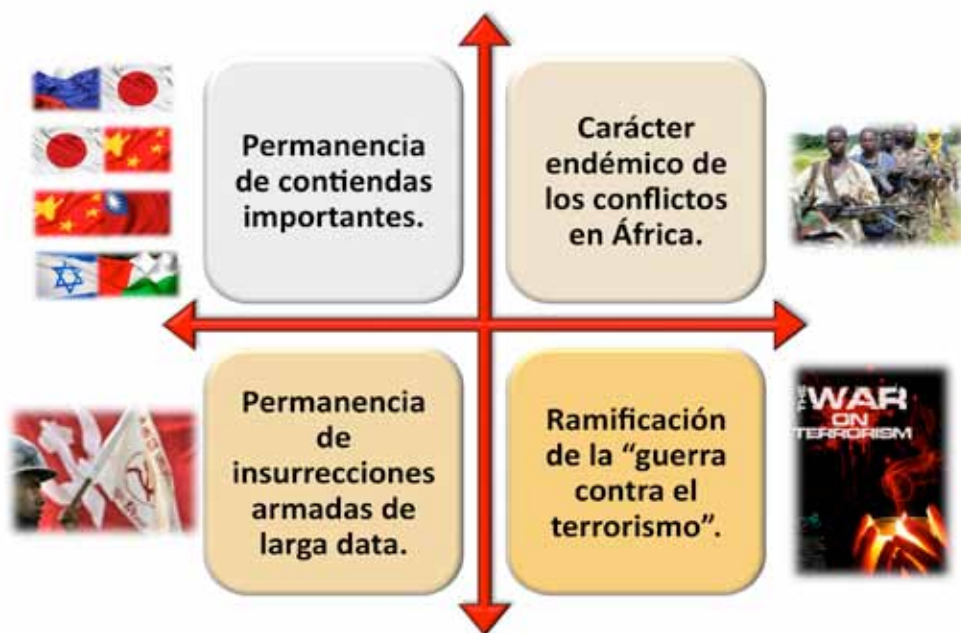 Permanencia
de contiendas
importantes.
Carácter
endémico de
los conflictos
en África.
Permanencia
de
insurrecciones
armadas de
larga data.
Ramificación
de la “guerra
contra el
terrorismo”.
THE
WAR
ON
TERRORISM